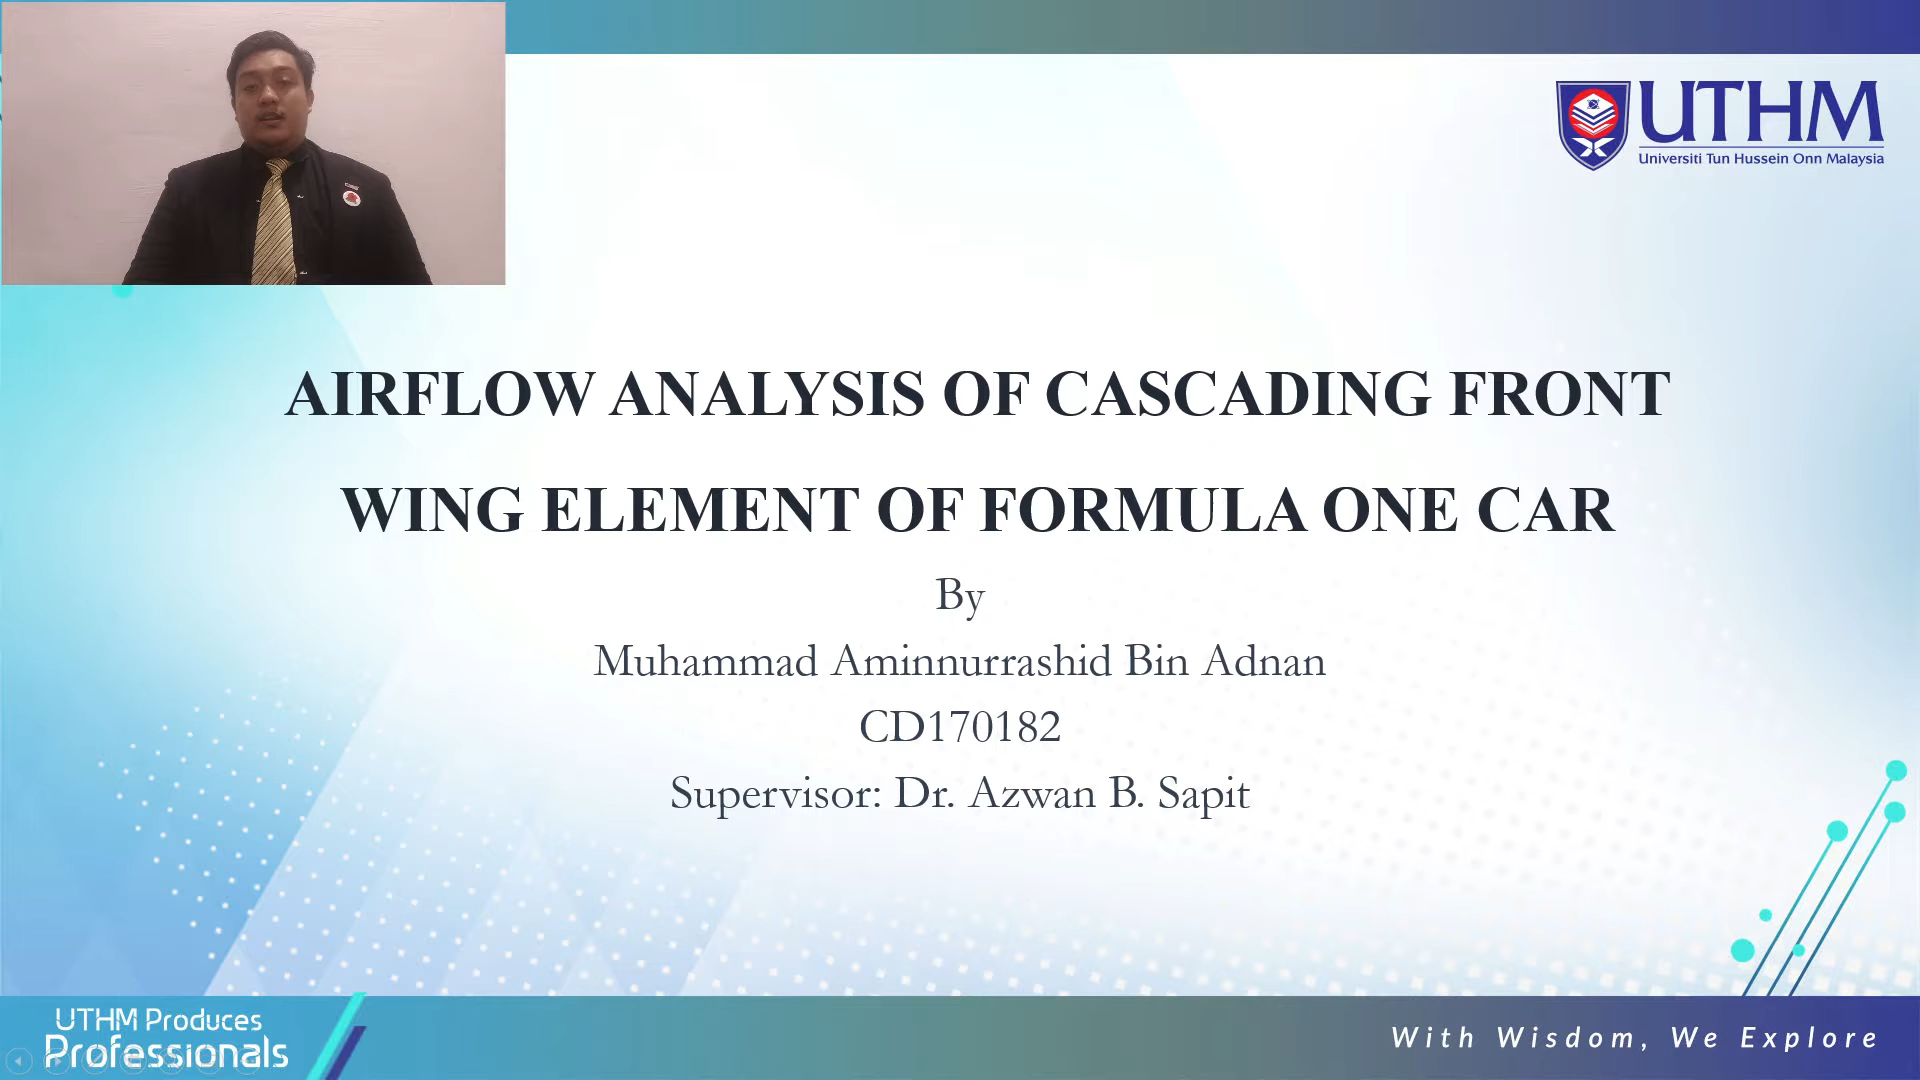 UTHM
Universiti Tun Hussein Onn Malaysia
AIRFLOW ANALYSIS OF CASCADING FRONT
WING ELEMENT OF FORMULA ONE CAR
By
Muhammad Aminnurrashid Bin Adnan
CD170182
Supervisor: Dr. Azwan B. Sapit
UTHM Produces
Professionals
With Wisdom, We Explore